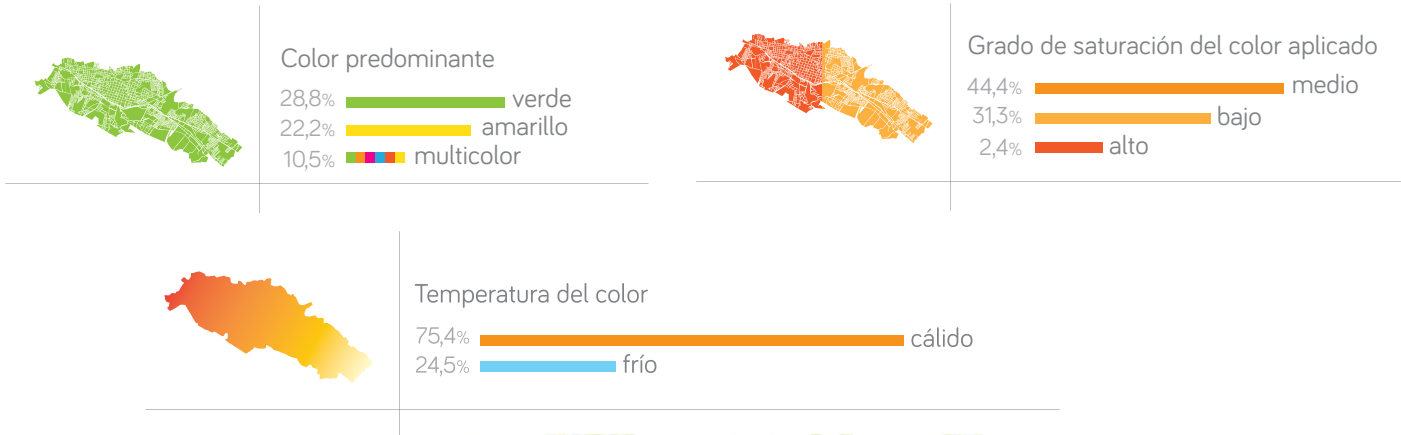 Color predominante
28,8% verde
22,2% amarillo
10,5% multicolor
Grado de saturación del color aplicado
44,4% medio
31,3% bajo
2,4% alto
Temperatura del color
75,4% cálido
24,5% frío